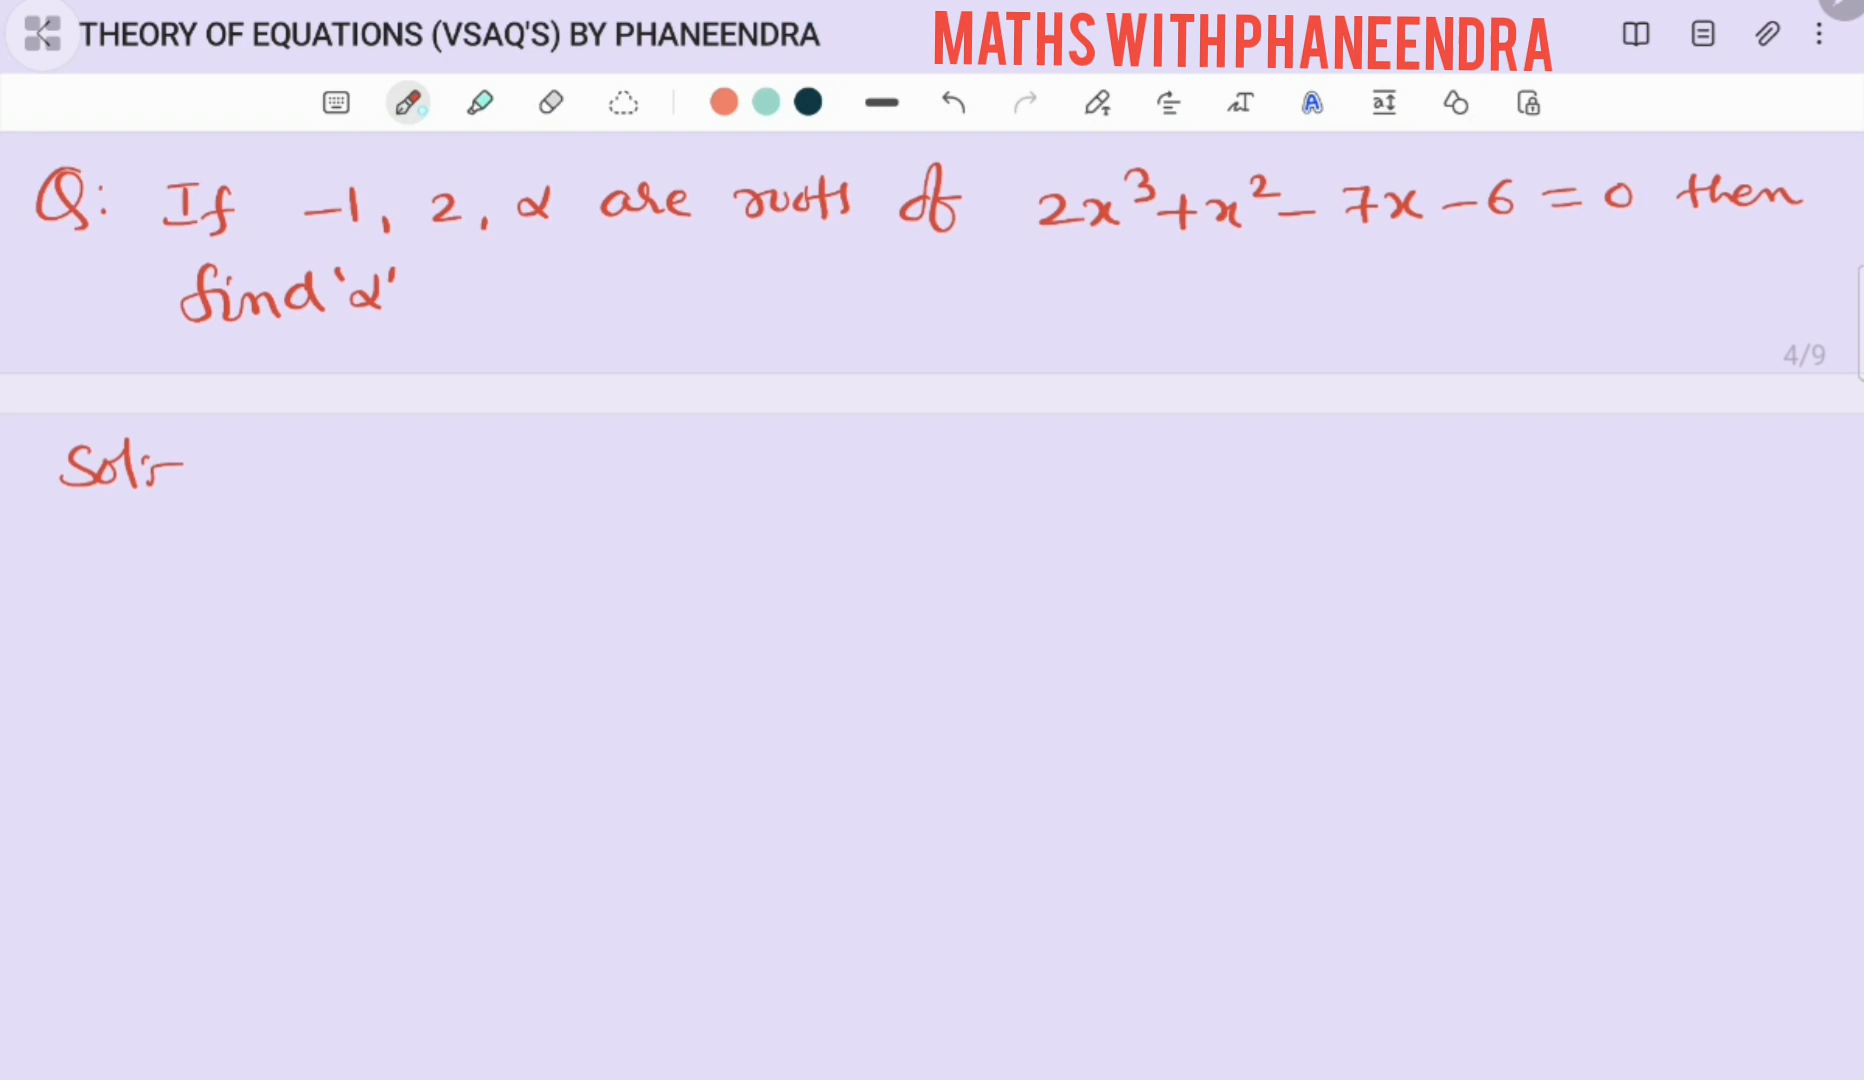 THEORY OF EQUATIONS (VSAQ'S) BY PHANEENDRA
MATHS WITH PHANEENDRA
Q: If -1, 2, α are roots of 2x³+x²-7x-6=0 then
find 'α'
4/9
Sol:-